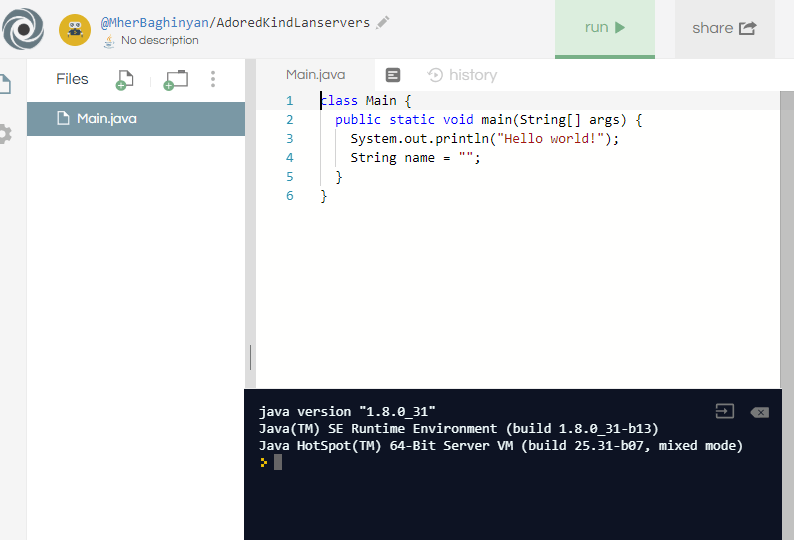 @MherBaghinyan/AdoredKindLanservers
No description
run
share
Files
Main.java
Main.java
history
1 class Main {
2 public static void main(String[] args) {
3 System.out.println("Hello world!");
4 String name = "";
5 }
6 }
java version "1.8.0_31"
Java(TM) SE Runtime Environment (build 1.8.0_31-b13)
Java HotSpot(TM) 64-Bit Server VM (build 25.31-b07, mixed mode)
>